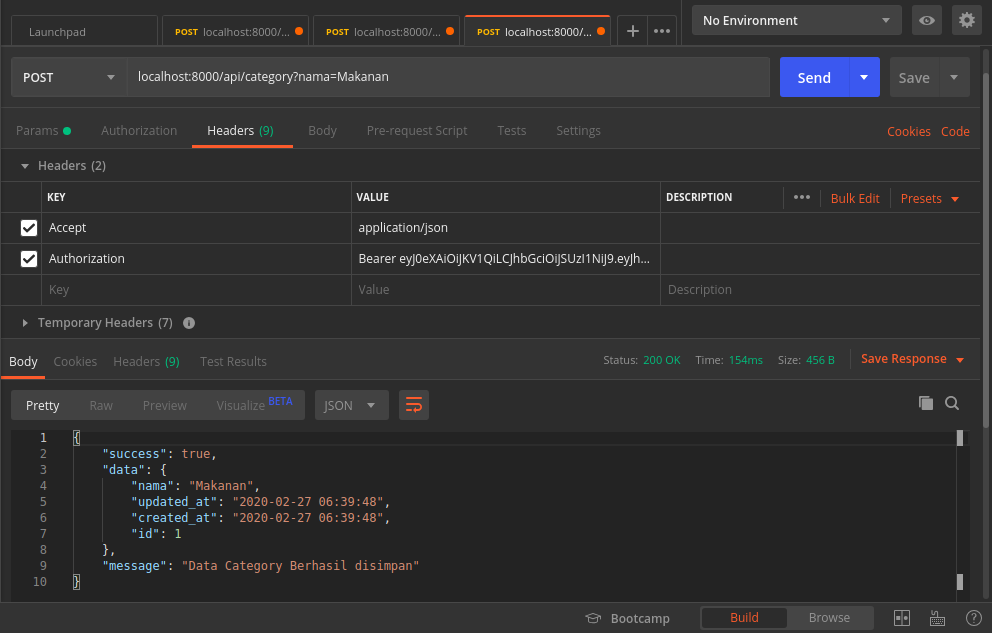 Launchpad
POST localhost:8000/...
POST localhost:8000/...
POST localhost:8000/...
No Environment
POST
localhost:8000/api/category?nama=Makanan
Send
Save
Params
Authorization
Headers (9)
Body
Pre-request Script
Tests
Settings
Cookies
Code
Headers (2)
KEY
VALUE
DESCRIPTION
Bulk Edit
Presets
Accept
application/json
Authorization
Bearer eyJ0eXAiOiJKV1QiLCJhbGciOiJSUzI1NiJ9.eyJh...
Key
Value
Description
Temporary Headers (7)
Body
Cookies
Headers (9)
Test Results
Status: 200 OK
Time: 154ms
Size: 456 B
Save Response
Pretty
Raw
Preview
Visualize BETA
JSON
1 {
2 "success": true,
3 "data": {
4 "nama": "Makanan",
5 "updated_at": "2020-02-27 06:39:48",
6 "created_at": "2020-02-27 06:39:48",
7 "id": 1
8 },
9 "message": "Data Category Berhasil disimpan"
10 }
Bootcamp
Build
Browse